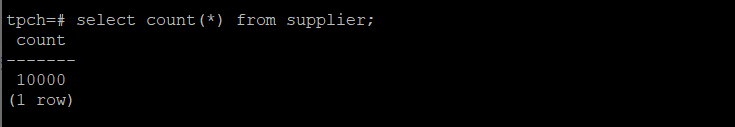 tpch=# select count(*) from supplier;
count
-------
10000
(1 row)